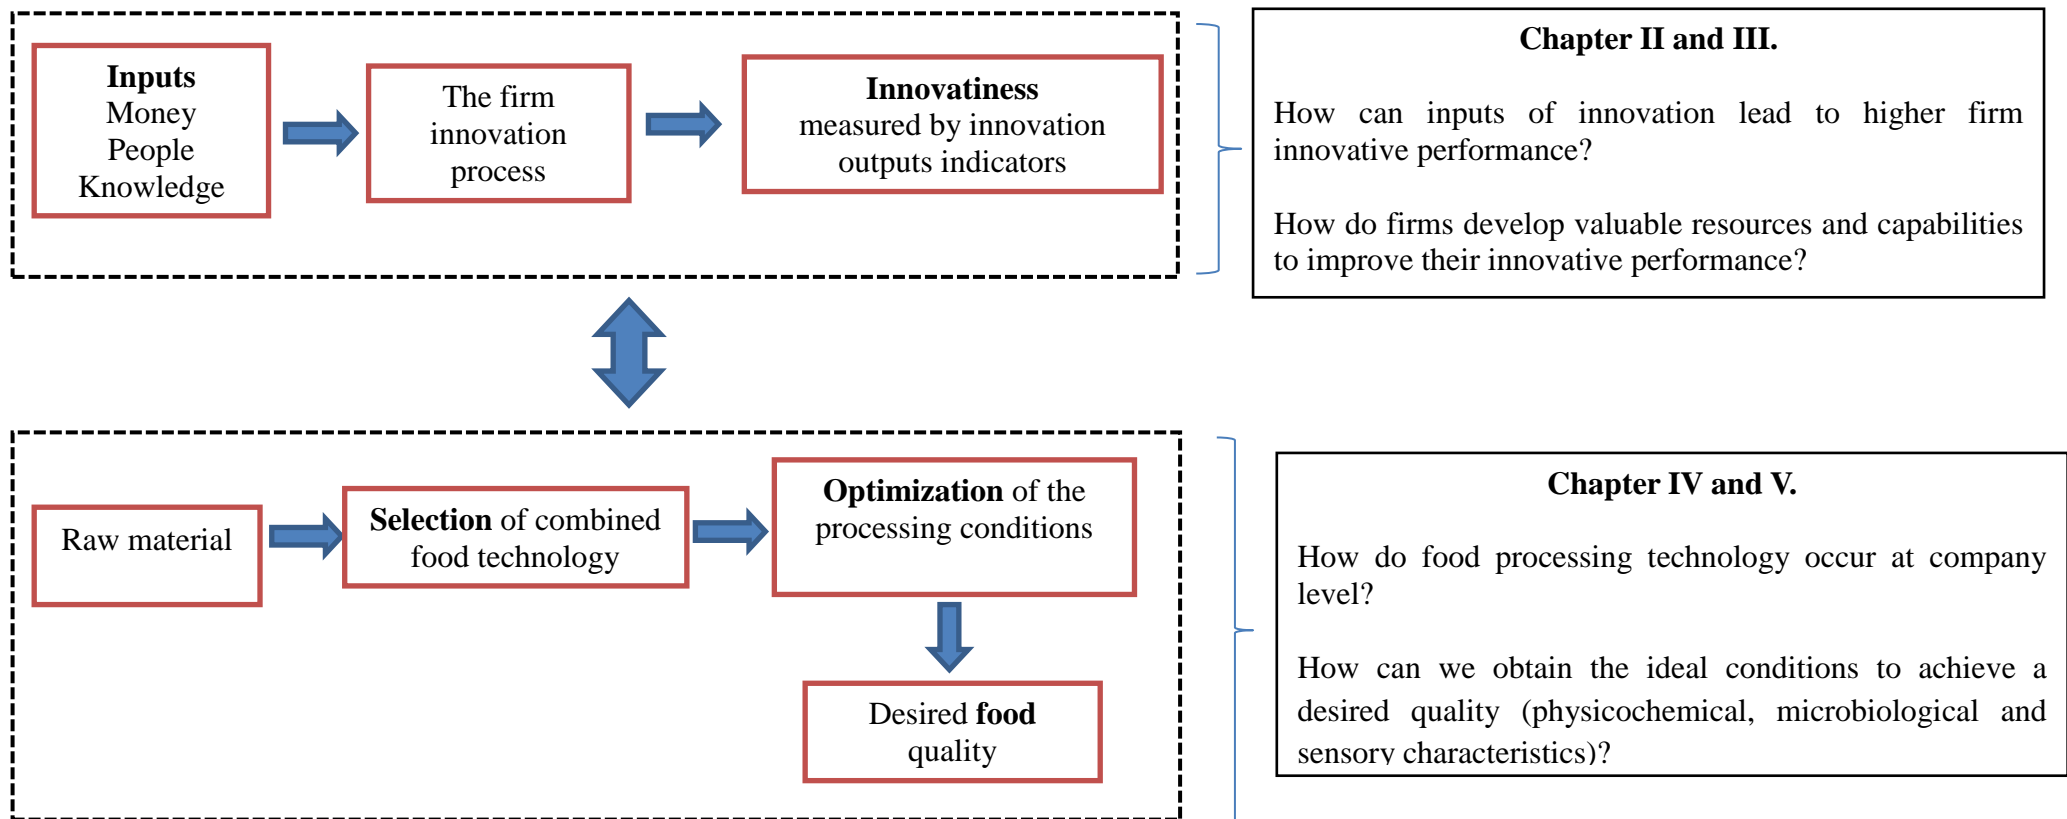 Inputs
Money
People
Knowledge
The firm
innovation
process
Innovatiness
measured by innovation
outputs indicators
Chapter II and III.
How can inputs of innovation lead to higher firm
innovative performance?
How do firms develop valuable resources and capabilities
to improve their innovative performance?
Raw material
Selection of combined
food technology
Optimization of the
processing conditions
Desired food
quality
Chapter IV and V.
How do food processing technology occur at company
level?
How can we obtain the ideal conditions to achieve a
desired quality (physicochemical, microbiological and
sensory characteristics)?